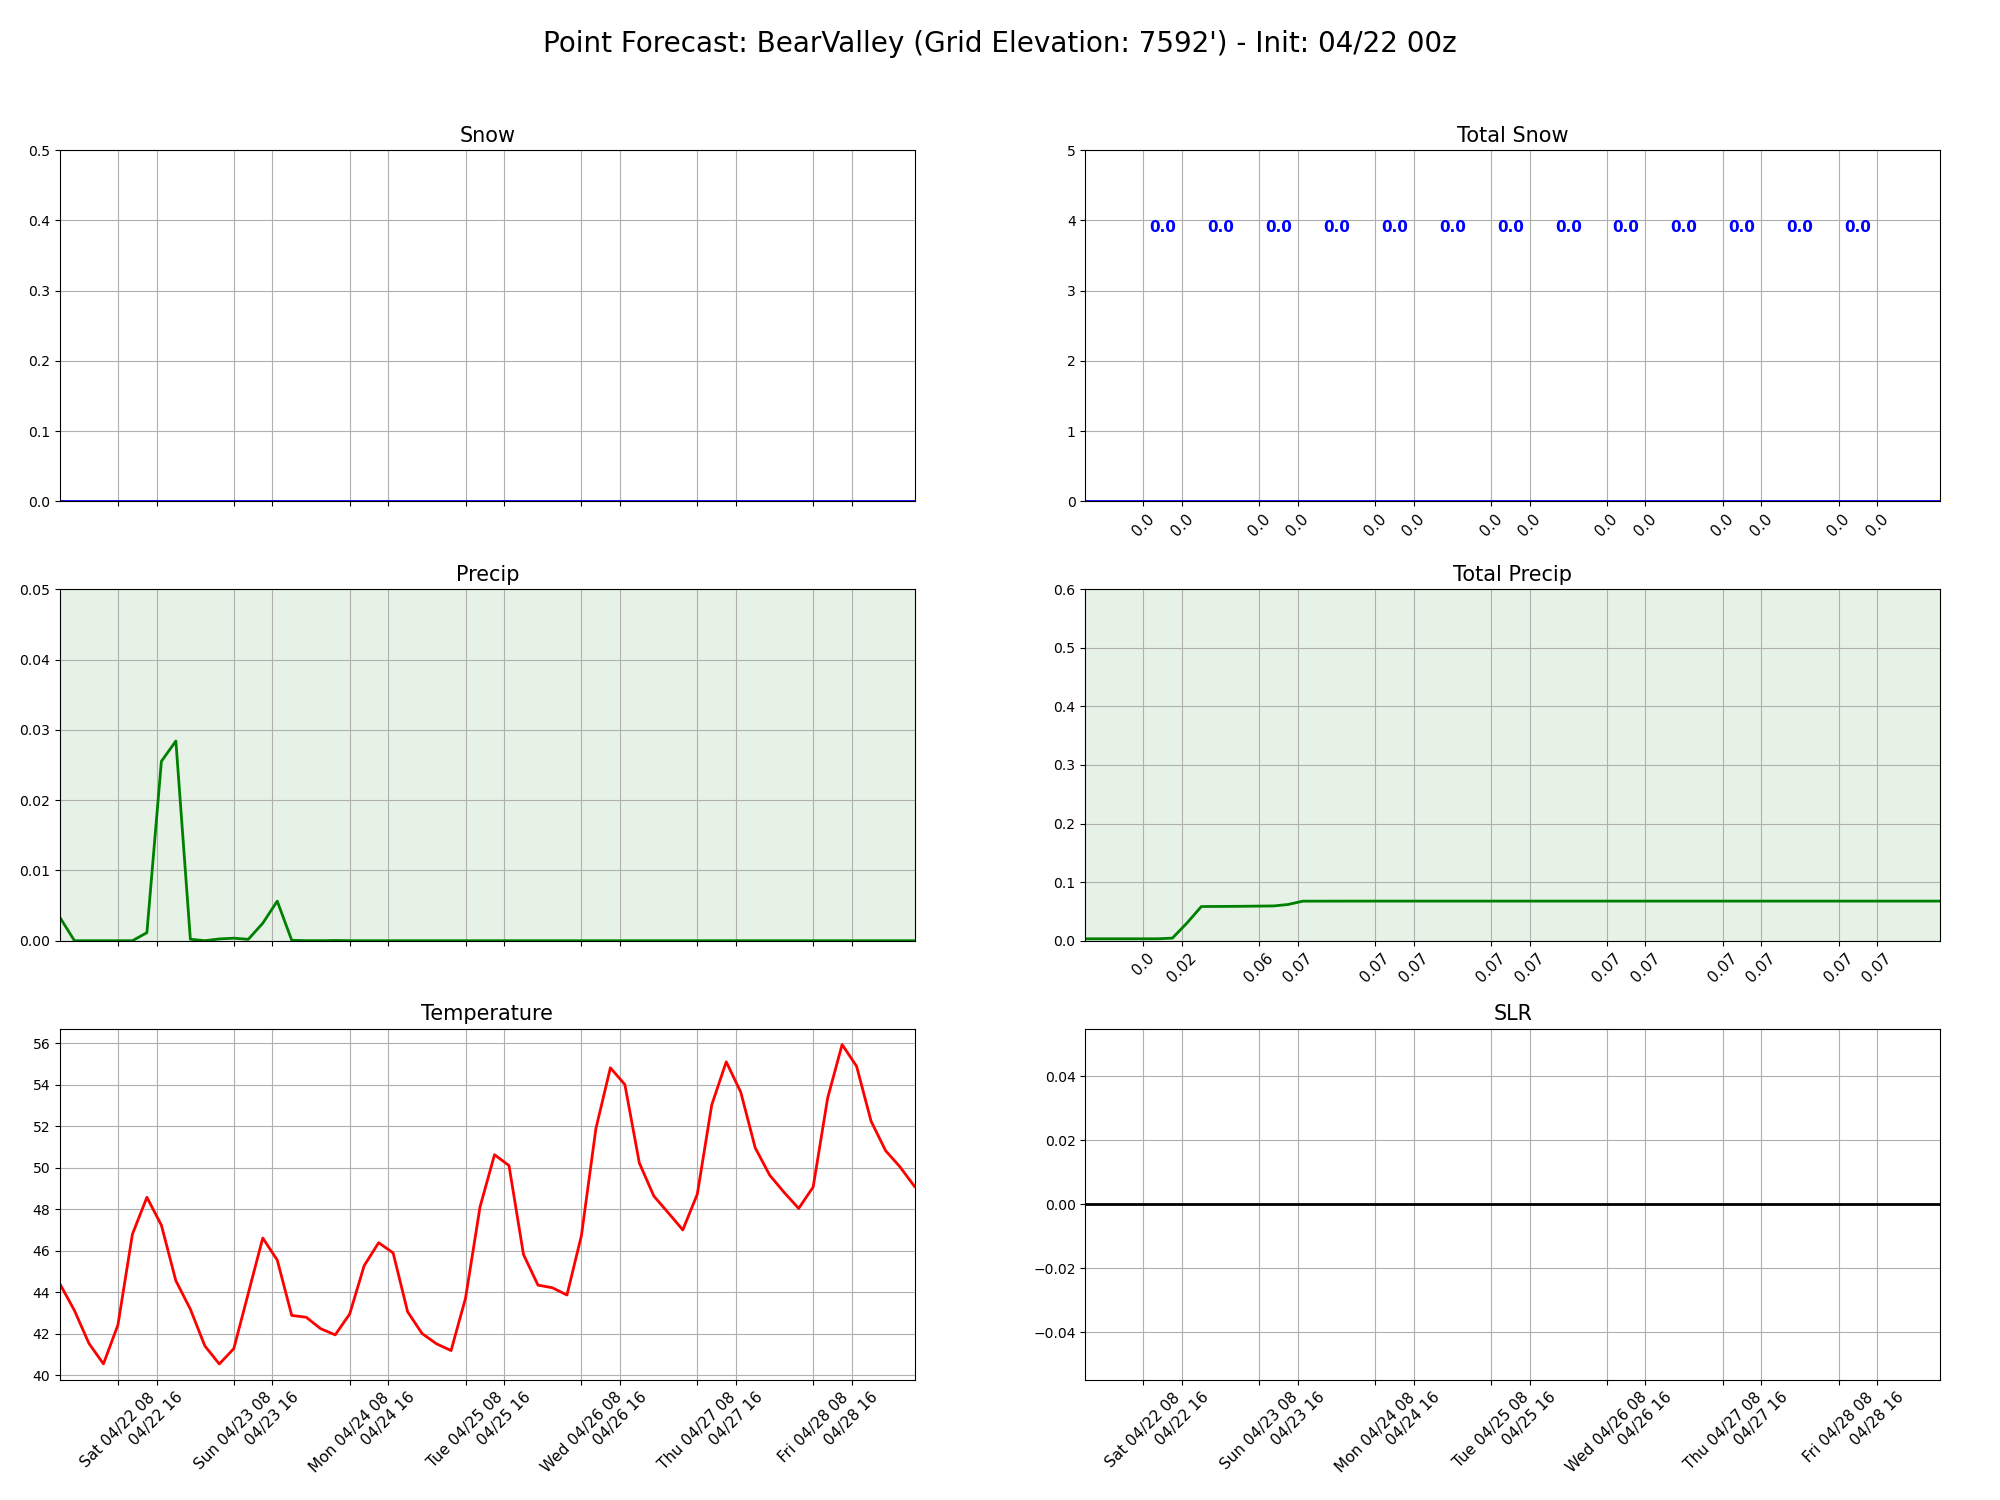 Point Forecast: BearValley (Grid Elevation: 7592') - Init: 04/22 00z
Snow
0.5
0.4
0.3
0.2
0.1
0.0
Total Snow
5
4
3
2
1
0
0.0 0.0 0.0 0.0 0.0 0.0 0.0 0.0 0.0 0.0 0.0 0.0 0.0
0.0 0.0 0.0 0.0 0.0 0.0 0.0 0.0 0.0 0.0 0.0 0.0 0.0 0.0
Precip
0.05
0.04
0.03
0.02
0.01
0.00
Total Precip
0.6
0.5
0.4
0.3
0.2
0.1
0.0
0.0 0.02 0.06 0.07 0.07 0.07 0.07 0.07 0.07 0.07 0.07 0.07 0.07 0.07
Temperature
56
54
52
50
48
46
44
42
40
Sat 04/22 08
04/22 16
Sun 04/23 08
04/23 16
Mon 04/24 08
04/24 16
Tue 04/25 08
04/25 16
Wed 04/26 08
04/26 16
Thu 04/27 08
04/27 16
Fri 04/28 08
04/28 16
SLR
0.04
0.02
0.00
−0.02
−0.04
Sat 04/22 08
04/22 16
Sun 04/23 08
04/23 16
Mon 04/24 08
04/24 16
Tue 04/25 08
04/25 16
Wed 04/26 08
04/26 16
Thu 04/27 08
04/27 16
Fri 04/28 08
04/28 16